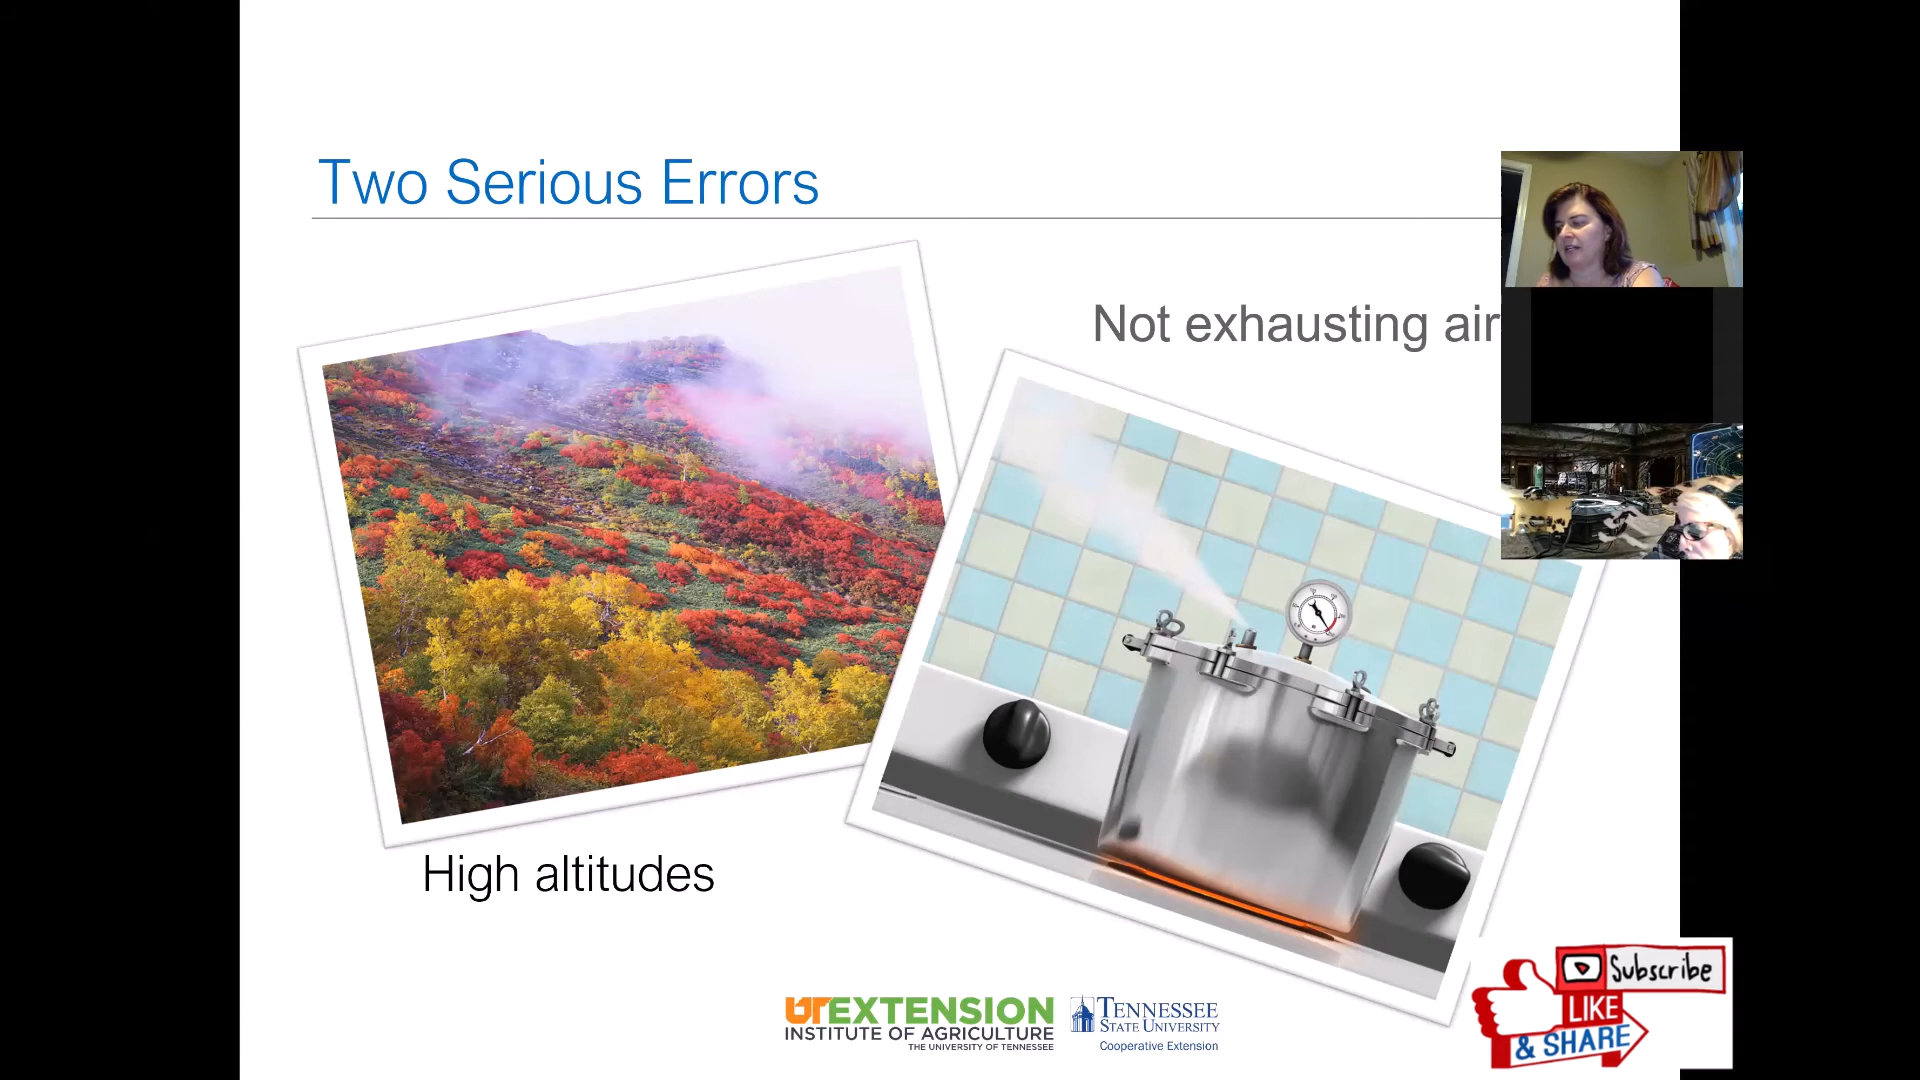 Two Serious Errors
Not exhausting air
High altitudes
UTEXTENSION
INSTITUTE OF AGRICULTURE
THE UNIVERSITY OF TENNESSEE
TENNESSEE
STATE UNIVERSITY
Cooperative Extension
Subscribe
LIKE
& SHARE